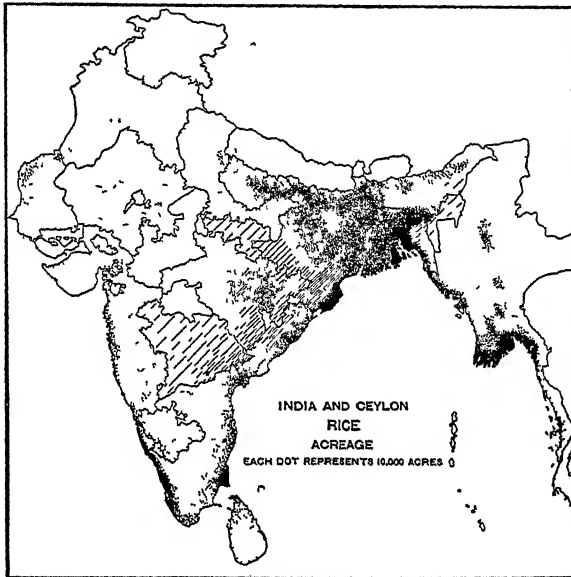 INDIA AND CEYLON
RICE
ACREAGE
EACH DOT REPRESENTS 10,000 ACRES